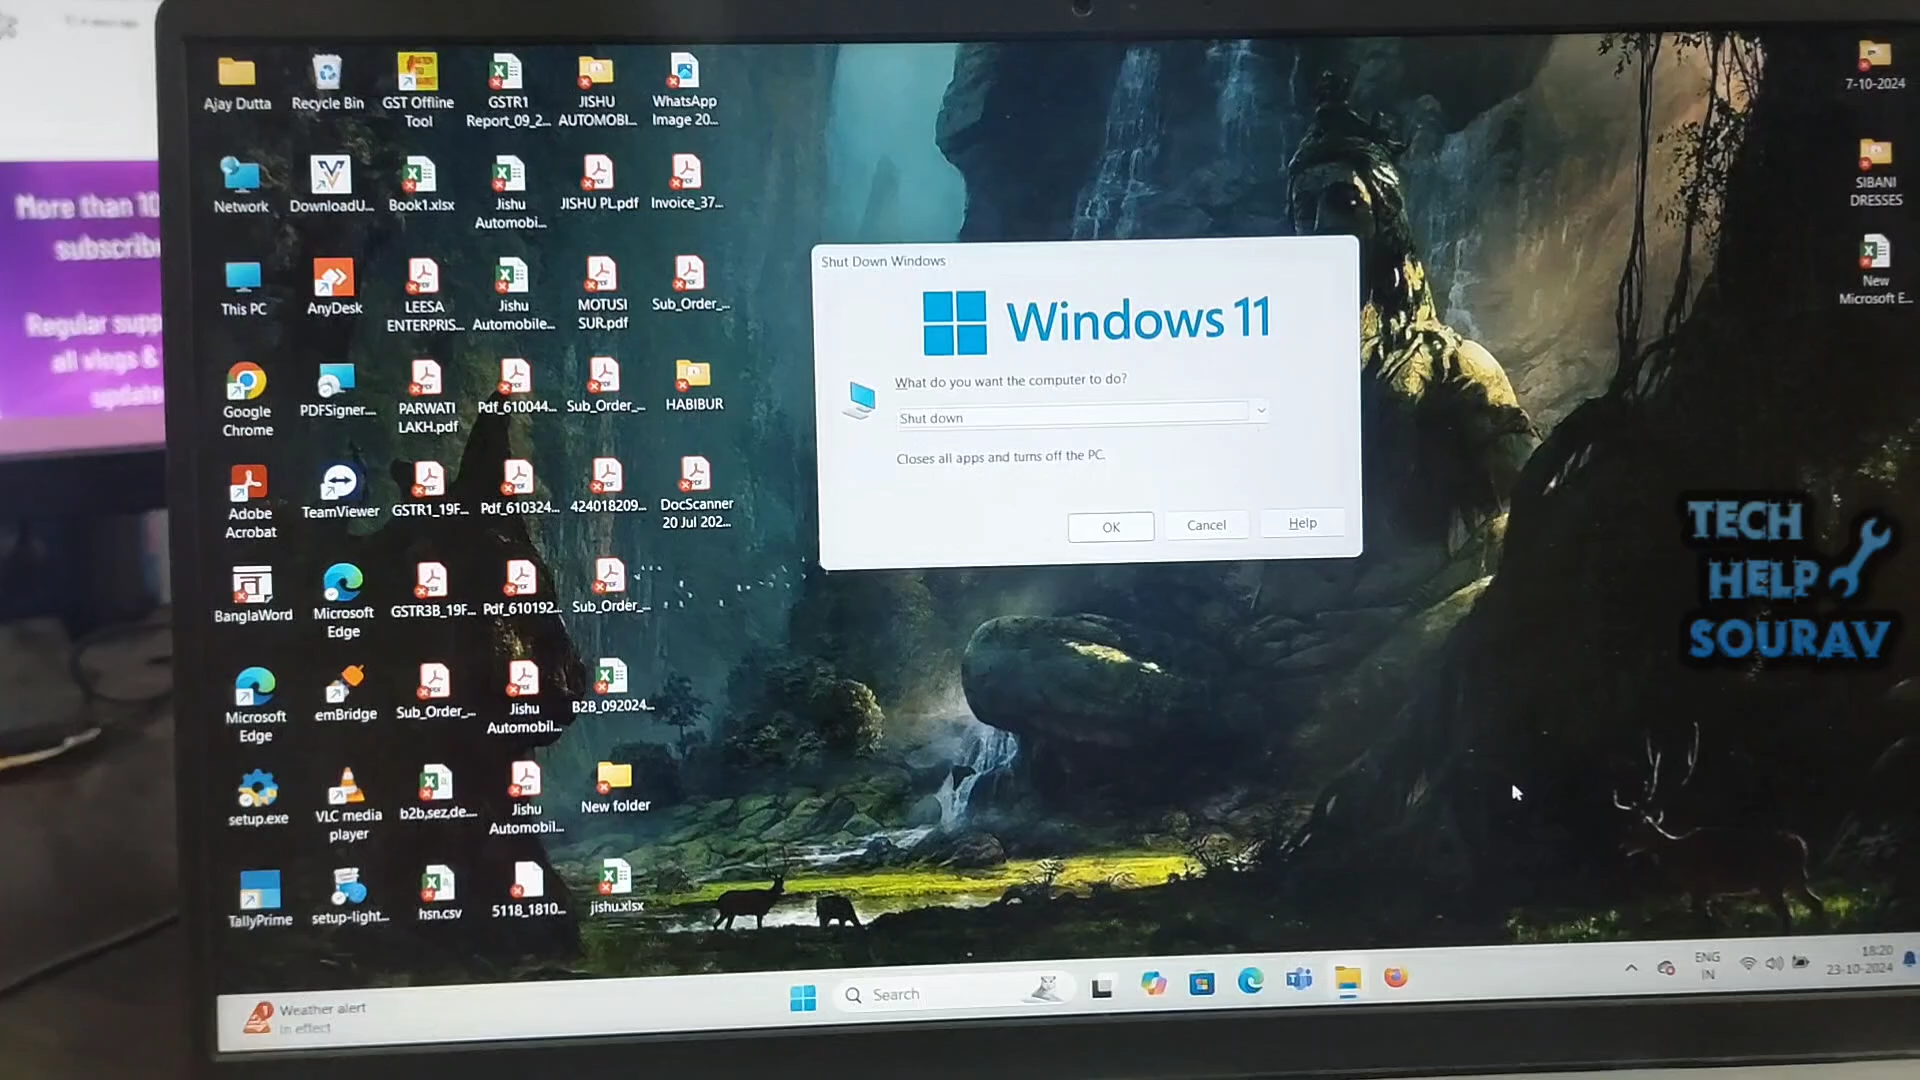 More than 10
subscrib
Regular supp
all vlogs &
update
Ajay Dutta
Recycle Bin
GST Offline
Tool
GSTR1
Report_09_2...
JISHU
AUTOMOBI...
WhatsApp
Image 20...
Network
DownloadU...
Book1.xlsx
Jishu
Automobi...
JISHU PL.pdf
Invoice_37...
This PC
AnyDesk
LEESA
ENTERPRIS...
Jishu
Automobile...
MOTUSI
SUR.pdf
Sub_Order_...
Google
Chrome
PDFSigner...
PARWATI
LAKH.pdf
Pdf_610044...
Sub_Order_...
HABIBUR
Adobe
Acrobat
TeamViewer
GSTR1_19F...
Pdf_610324...
424018209...
DocScanner
20 Jul 202...
BanglaWord
Microsoft
Edge
GSTR3B_19F...
Pdf_610192...
Sub_Order_...
Microsoft
Edge
emBridge
Sub_Order_...
Jishu
Automobil...
B2B_092024...
setup.exe
VLC media
player
b2b,sez,de...
Jishu
Automobil...
New folder
TallyPrime
setup-light...
hsn.csv
5118_1810...
jishu.xlsx
7-10-2024
SIBANI
DRESSES
New
Microsoft E...
Shut Down Windows
Windows 11
What do you want the computer to do?
Shut down
Closes all apps and turns off the PC.
OK
Cancel
Help
TECH
HELP
SOURAV
Weather alert
In effect
Search
ENG
IN
18:20
23-10-2024